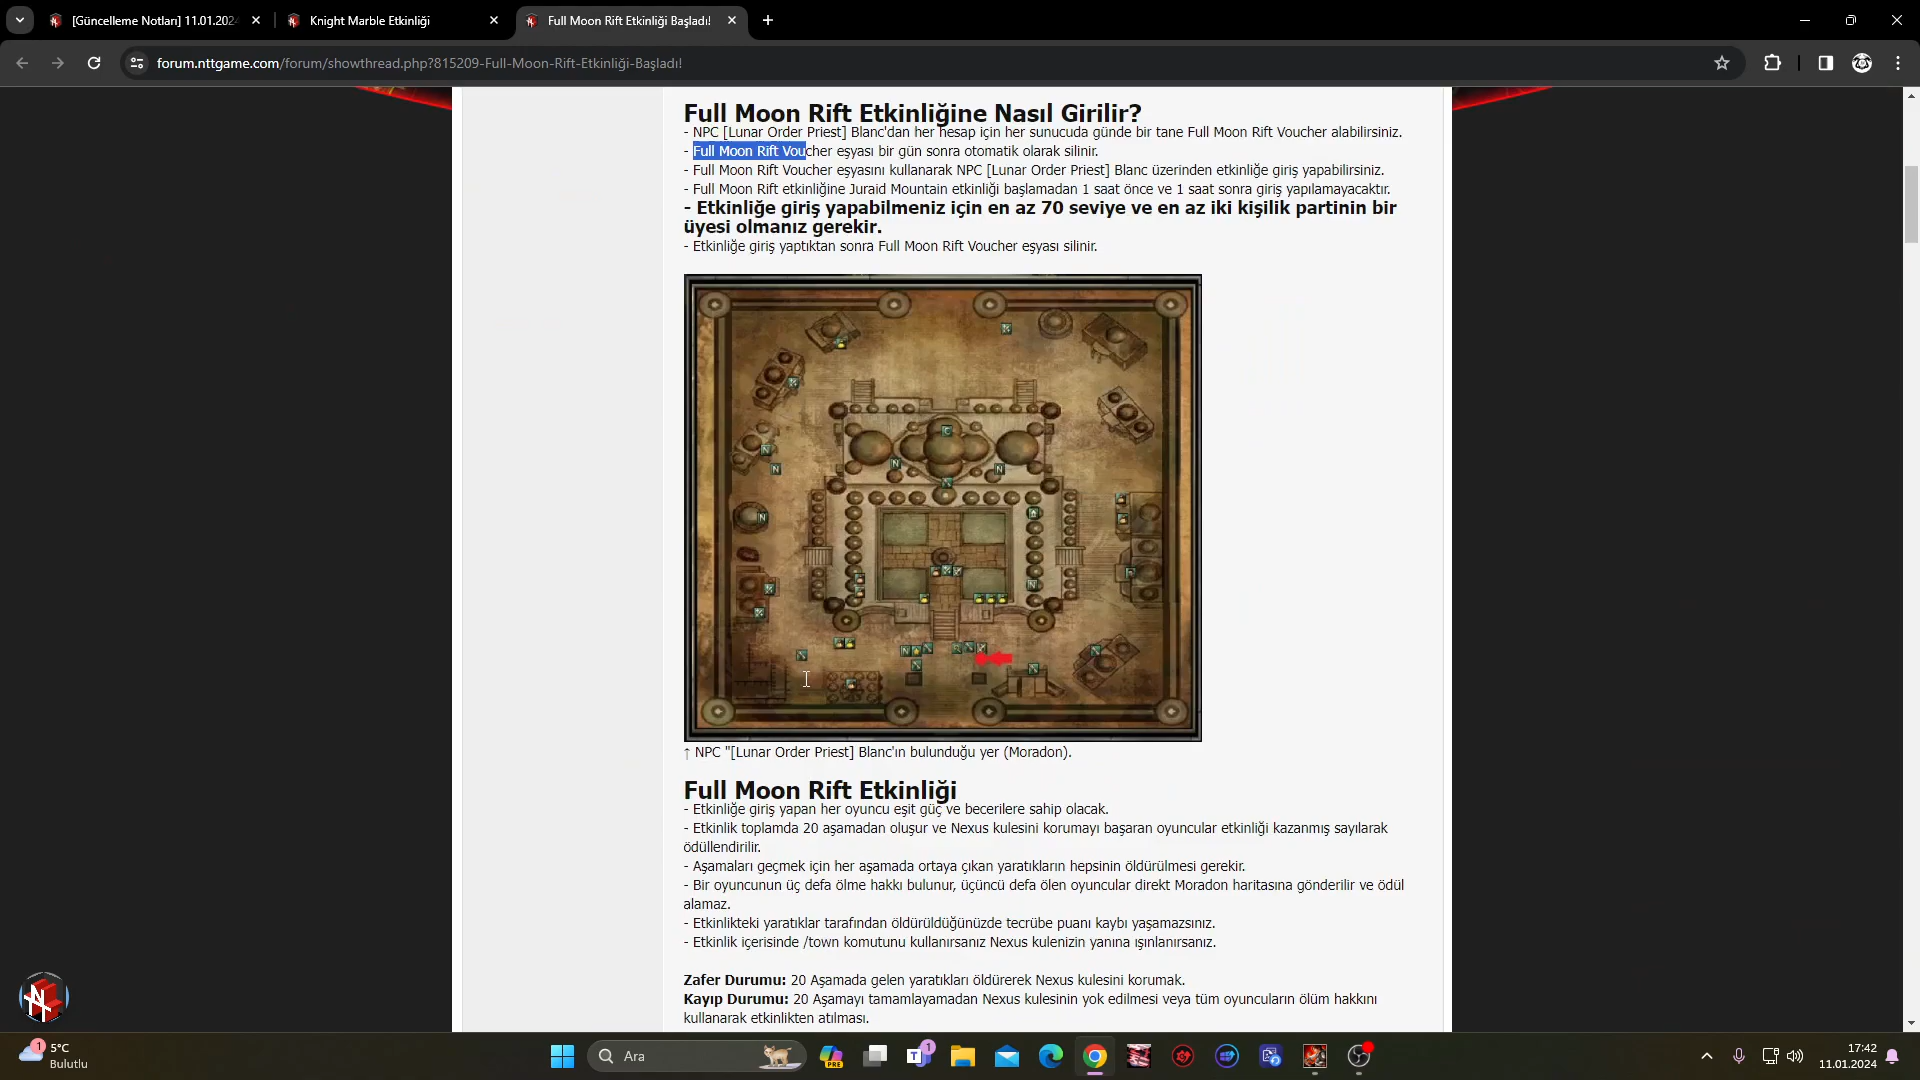 [Güncelleme Notları] 11.01.2024
Knight Marble Etkinliği
Full Moon Rift Etkinliği Başladı!
forum.nttgame.com/forum/showthread.php?815209-Full-Moon-Rift-Etkinliği-Başladı!
Full Moon Rift Etkinliğine Nasıl Girilir?
- NPC [Lunar Order Priest] Blanc'dan her hesap için her sunucuda günde bir tane Full Moon Rift Voucher alabilirsiniz.
- Full Moon Rift Voucher eşyası bir gün sonra otomatik olarak silinir.
- Full Moon Rift Voucher eşyasını kullanarak NPC [Lunar Order Priest] Blanc üzerinden etkinliğe giriş yapabilirsiniz.
- Full Moon Rift etkinliğine Juraid Mountain etkinliği başlamadan 1 saat önce ve 1 saat sonra giriş yapılamayacaktır.
- Etkinliğe giriş yapabilmeniz için en az 70 seviye ve en az iki kişilik partinin bir
üyesi olmanız gerekir.
- Etkinliğe giriş yaptıktan sonra Full Moon Rift Voucher eşyası silinir.
↑ NPC "[Lunar Order Priest] Blanc'ın bulunduğu yer (Moradon).
Full Moon Rift Etkinliği
- Etkinliğe giriş yapan her oyuncu eşit güç ve becerilere sahip olacak.
- Etkinlik toplamda 20 aşamadan oluşur ve Nexus kulesini korumayı başaran oyuncular etkinliği kazanmış sayılarak
ödüllendirilir.
- Aşamaları geçmek için her aşamada ortaya çıkan yaratıkların hepsinin öldürülmesi gerekir.
- Bir oyuncunun üç defa ölme hakkı bulunur, üçüncü defa ölen oyuncular direkt Moradon haritasına gönderilir ve ödül
alamaz.
- Etkinlikteki yaratıklar tarafından öldürüldüğünüzde tecrübe puanı kaybı yaşamazsınız.
- Etkinlik içerisinde /town komutunu kullanırsanız Nexus kulenizin yanına ışınlanırsanız.
Zafer Durumu: 20 Aşamada gelen yaratıkları öldürerek Nexus kulesini korumak.
Kayıp Durumu: 20 Aşamayı tamamlayamadan Nexus kulesinin yok edilmesi veya tüm oyuncuların ölüm hakkını
kullanarak etkinlikten atılması.
1
5°C
Bulutlu
Ara
PRE
1
17:42
11.01.2024